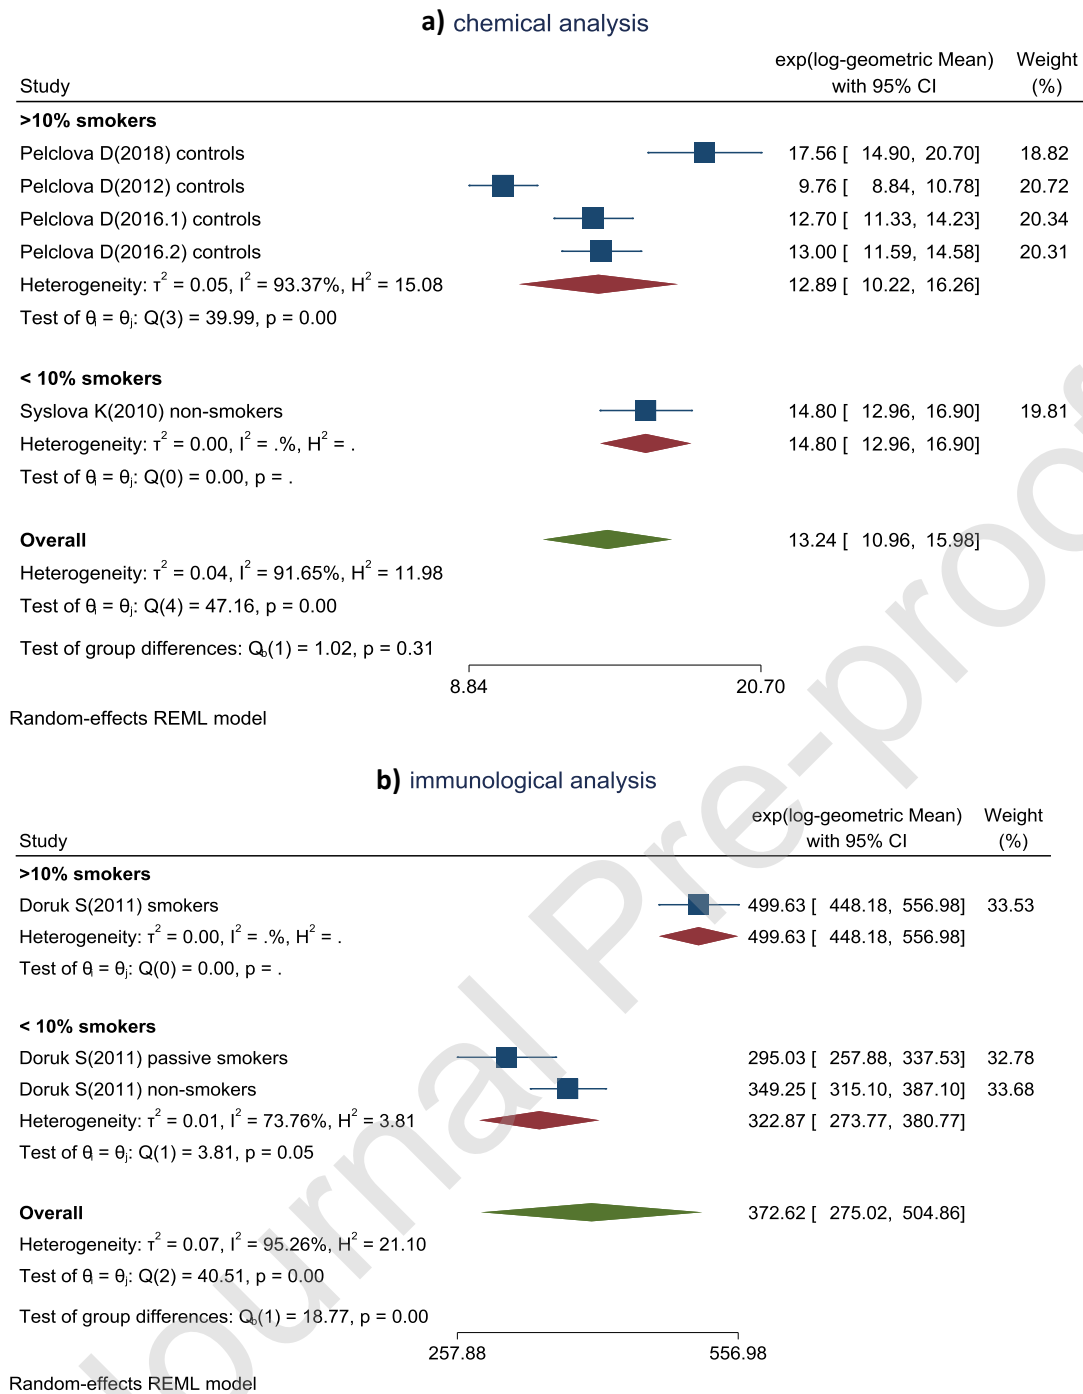 a) chemical analysis
exp(log-geometric Mean) Weight
Study with 95% CI (%)
>10% smokers
Pelclova D(2018) controls 17.56 [ 14.90, 20.70] 18.82
Pelclova D(2012) controls 9.76 [ 8.84, 10.78] 20.72
Pelclova D(2016.1) controls 12.70 [ 11.33, 14.23] 20.34
Pelclova D(2016.2) controls 13.00 [ 11.59, 14.58] 20.31
Heterogeneity: τ² = 0.05, I² = 93.37%, H² = 15.08 12.89 [ 10.22, 16.26]
Test of θᵢ = θⱼ: Q(3) = 39.99, p = 0.00
< 10% smokers
Syslova K(2010) non-smokers 14.80 [ 12.96, 16.90] 19.81
Heterogeneity: τ² = 0.00, I² = .%, H² = . 14.80 [ 12.96, 16.90]
Test of θᵢ = θⱼ: Q(0) = 0.00, p = .
Overall 13.24 [ 10.96, 15.98]
Heterogeneity: τ² = 0.04, I² = 91.65%, H² = 11.98
Test of θᵢ = θⱼ: Q(4) = 47.16, p = 0.00
Test of group differences: Q_b(1) = 1.02, p = 0.31
8.84 20.70
Random-effects REML model
b) immunological analysis
exp(log-geometric Mean) Weight
Study with 95% CI (%)
>10% smokers
Doruk S(2011) smokers 499.63 [ 448.18, 556.98] 33.53
Heterogeneity: τ² = 0.00, I² = .%, H² = . 499.63 [ 448.18, 556.98]
Test of θᵢ = θⱼ: Q(0) = 0.00, p = .
< 10% smokers
Doruk S(2011) passive smokers 295.03 [ 257.88, 337.53] 32.78
Doruk S(2011) non-smokers 349.25 [ 315.10, 387.10] 33.68
Heterogeneity: τ² = 0.01, I² = 73.76%, H² = 3.81 322.87 [ 273.77, 380.77]
Test of θᵢ = θⱼ: Q(1) = 3.81, p = 0.05
Overall 372.62 [ 275.02, 504.86]
Heterogeneity: τ² = 0.07, I² = 95.26%, H² = 21.10
Test of θᵢ = θⱼ: Q(2) = 40.51, p = 0.00
Test of group differences: Q_b(1) = 18.77, p = 0.00
257.88 556.98
Random-effects REML model
Journal Pre-proof